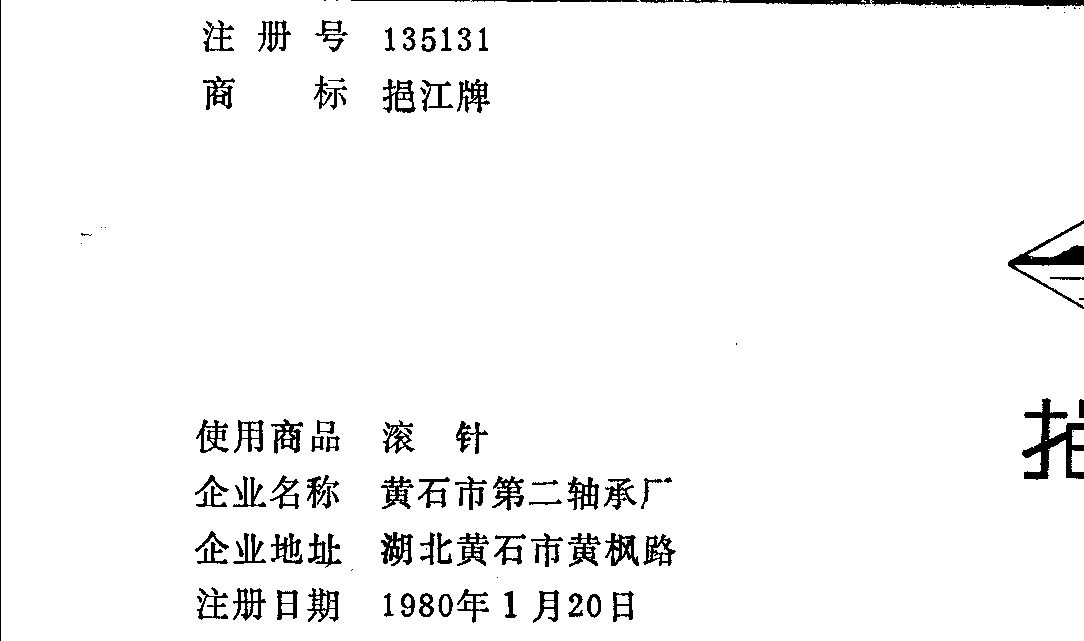 注册号 135131
商标 挹江牌
使用商品 滚针
企业名称 黄石市第二轴承厂
企业地址 湖北黄石市黄枫路
注册日期 1980年1月20日